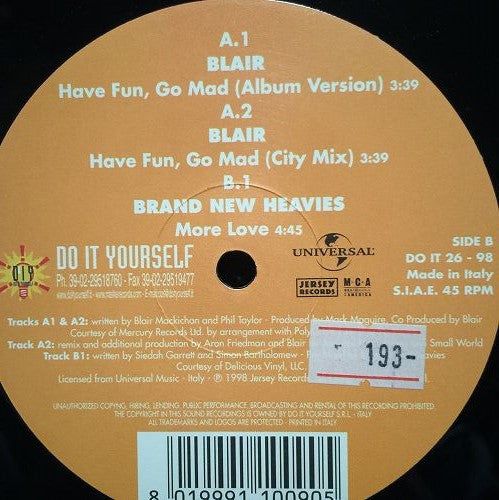 A.1
BLAIR
Have Fun, Go Mad (Album Version) 3:39
A.2
BLAIR
Have Fun, Go Mad (City Mix) 3:39
B.1
BRAND NEW HEAVIES
More Love 4:45
DIY
DO IT YOURSELF
Ph. 39-02-29518760 - Fax 39-02-29519477
UNIVERSAL
JERSEY RECORDS
M·C·A
SIDE B
DO IT 26 - 98
Made in Italy
S.I.A.E. 45 RPM
Tracks A1 & A2: written by Blair Mackichan and Phil Taylor - Produced by Mark Maguire, Co Produced by Blair
Courtesy of Mercury Records Ltd. by arrangement with
Track A2: remix and additional production by Aron Friedman and Blair Small World
Track B1: written by Siedah Garrett and Simon Bartholomew - Heavies
Courtesy of Delicious Vinyl, LLC.
Licensed from Universal Music - Italy ℗ 1998 Jersey
193-
UNAUTHORIZED COPYNG, HIRING, LENDING, PUBLIC PERFORMANCE, BROADCASTING AND RENTAL OF THIS RECORDING PROHIBITED.
THE COPYRIGHT IN THIS SOUND RECORDINGS IS OWNED BY DO IT YOURSELF S.R.L. - ITALY
ALL TRADEMARKS AND LOGOS ARE PROTECTED - PRINTED IN ITALY
8 019991 100905